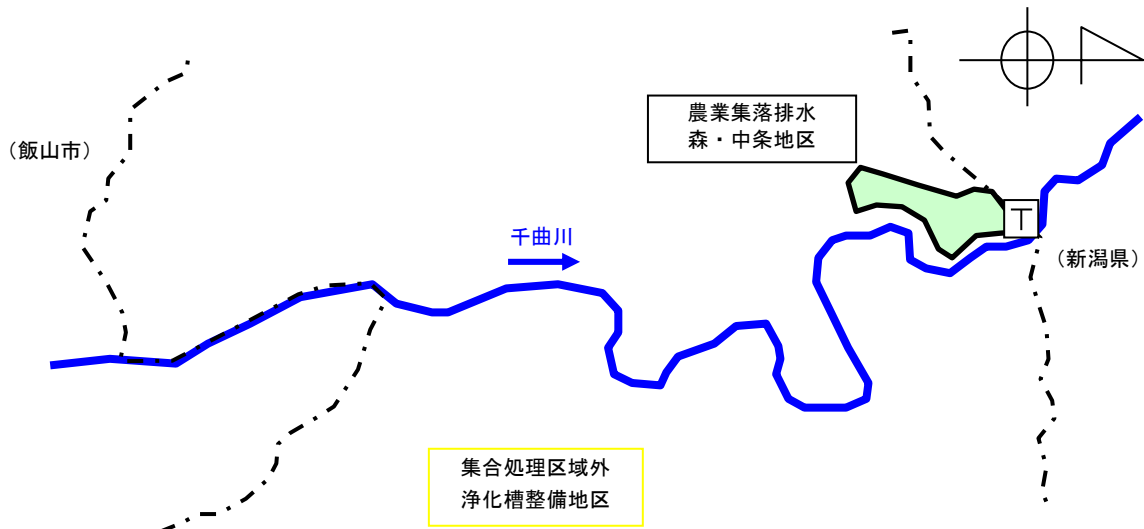 農業集落排水
森・中条地区
（飯山市）
千曲川
（新潟県）
T
集合処理区域外
浄化槽整備地区